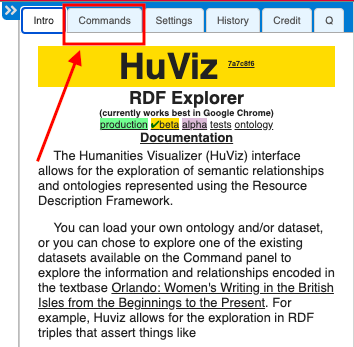 Intro Commands Settings History Credit Q
HuViz 7a7c8f6
RDF Explorer
(currently works best in Google Chrome)
production ✔beta alpha tests ontology
Documentation
The Humanities Visualizer (HuViz) interface
allows for the exploration of semantic relationships
and ontologies represented using the Resource
Description Framework.
You can load your own ontology and/or dataset,
or you can chose to explore one of the existing
datasets available on the Command panel to
explore the information and relationships encoded in
the textbase Orlando: Women's Writing in the British
Isles from the Beginnings to the Present. For
example, Huviz allows for the exploration in RDF
triples that assert things like